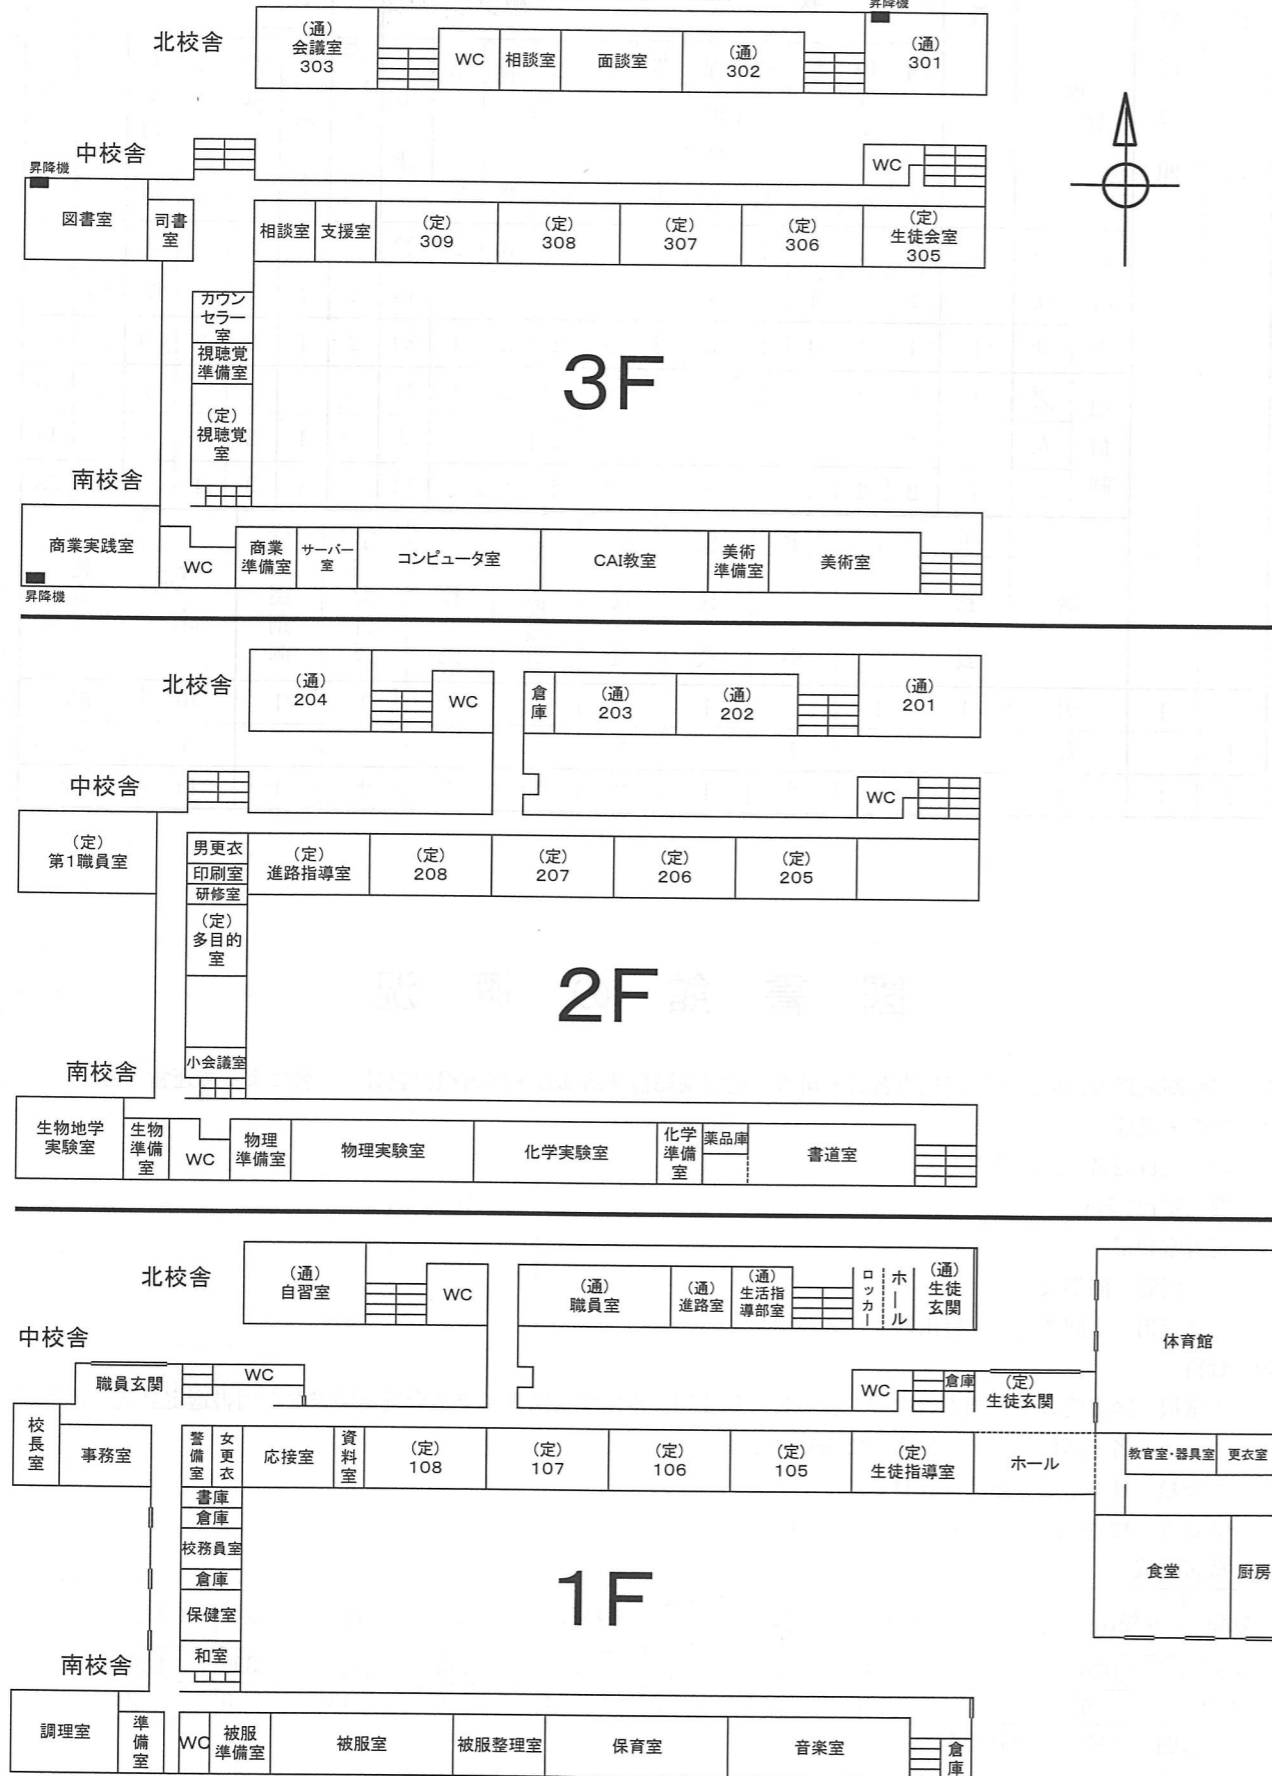 昇降機
北校舎
（通）
会議室
303
WC
相談室
面談室
（通）
302
（通）
301
中校舎
昇降機
図書室
司書
室
WC
相談室
支援室
（定）
309
（定）
308
（定）
307
（定）
306
（定）
生徒会室
305
カウン
セラー
室
視聴覚
準備室
（定）
視聴覚
室
3F
南校舎
商業実践室
昇降機
WC
商業
準備室
サーバー
室
コンピュータ室
CAI教室
美術
準備室
美術室
北校舎
（通）
204
WC
倉
庫
（通）
203
（通）
202
（通）
201
中校舎
WC
（定）
第1職員室
男更衣
印刷室
研修室
（定）
多目的
室
小会議室
（定）
進路指導室
（定）
208
（定）
207
（定）
206
（定）
205
2F
南校舎
生物地学
実験室
生物
準備
室
WC
物理
準備室
物理実験室
化学実験室
化学
準備
室
薬品庫
書道室
北校舎
（通）
自習室
WC
（通）
職員室
（通）
進路室
（通）
生活指
導部室
ロッカー
ホール
（通）
生徒
玄関
体育館
中校舎
職員玄関
WC
WC
倉庫
（定）
生徒玄関
校
長
室
事務室
警
備
室
女
更
衣
応接室
資
料
室
（定）
108
（定）
107
（定）
106
（定）
105
（定）
生徒指導室
ホール
教官室・器具室
更衣室
書庫
倉庫
校務員室
倉庫
保健室
和室
1F
食堂
厨房
南校舎
調理室
準
備
室
WC
被服
準備室
被服室
被服整理室
保育室
音楽室
倉
庫